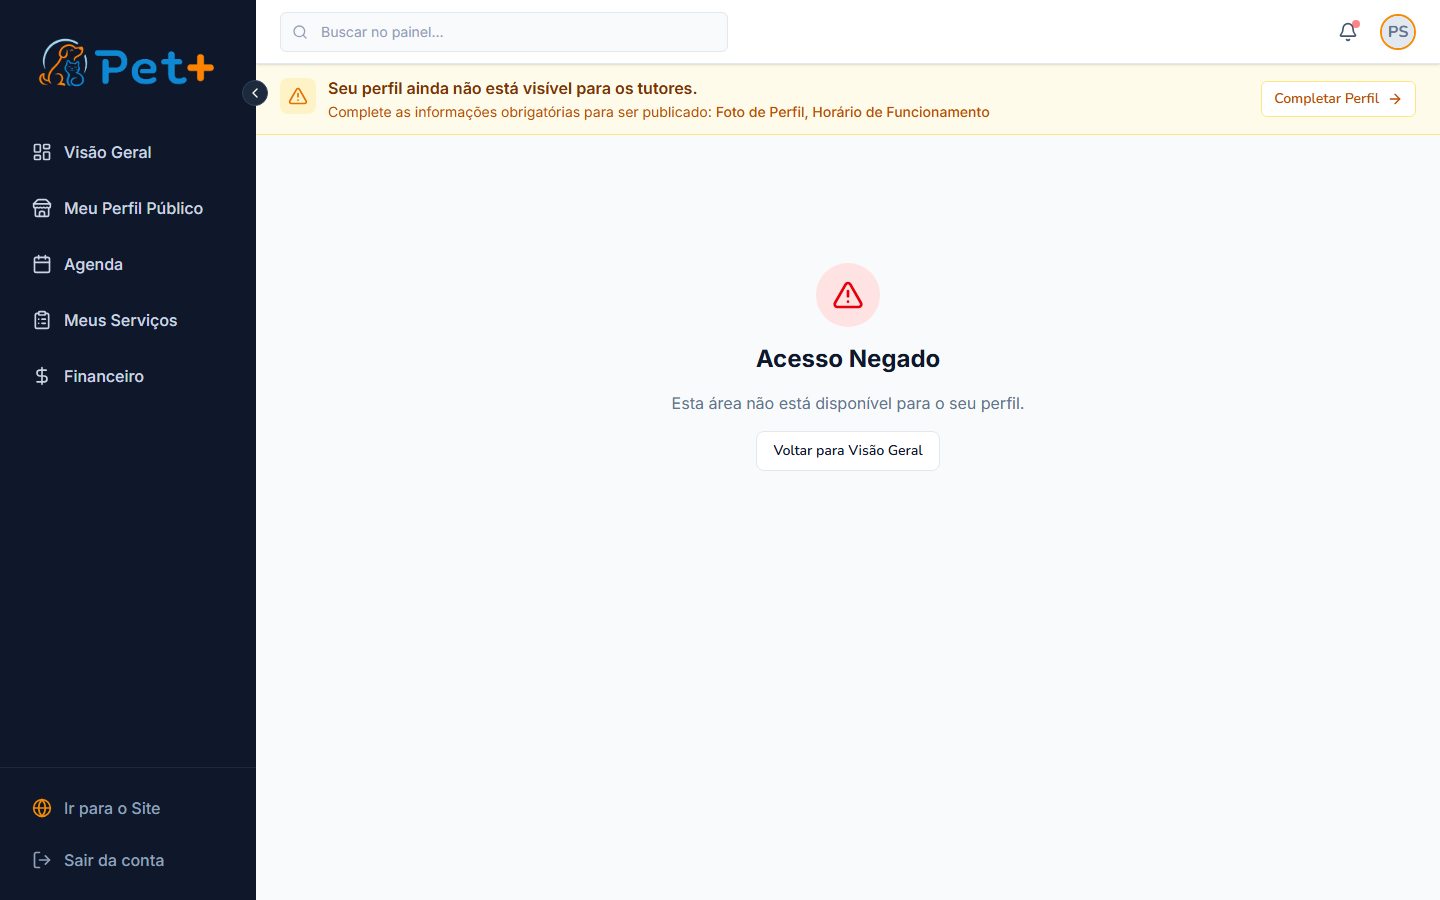 Pet+
Visão Geral
Meu Perfil Público
Agenda
Meus Serviços
Financeiro
Ir para o Site
Sair da conta
Buscar no painel...
PS
Seu perfil ainda não está visível para os tutores.
Complete as informações obrigatórias para ser publicado: Foto de Perfil, Horário de Funcionamento
Completar Perfil
Acesso Negado
Esta área não está disponível para o seu perfil.
Voltar para Visão Geral